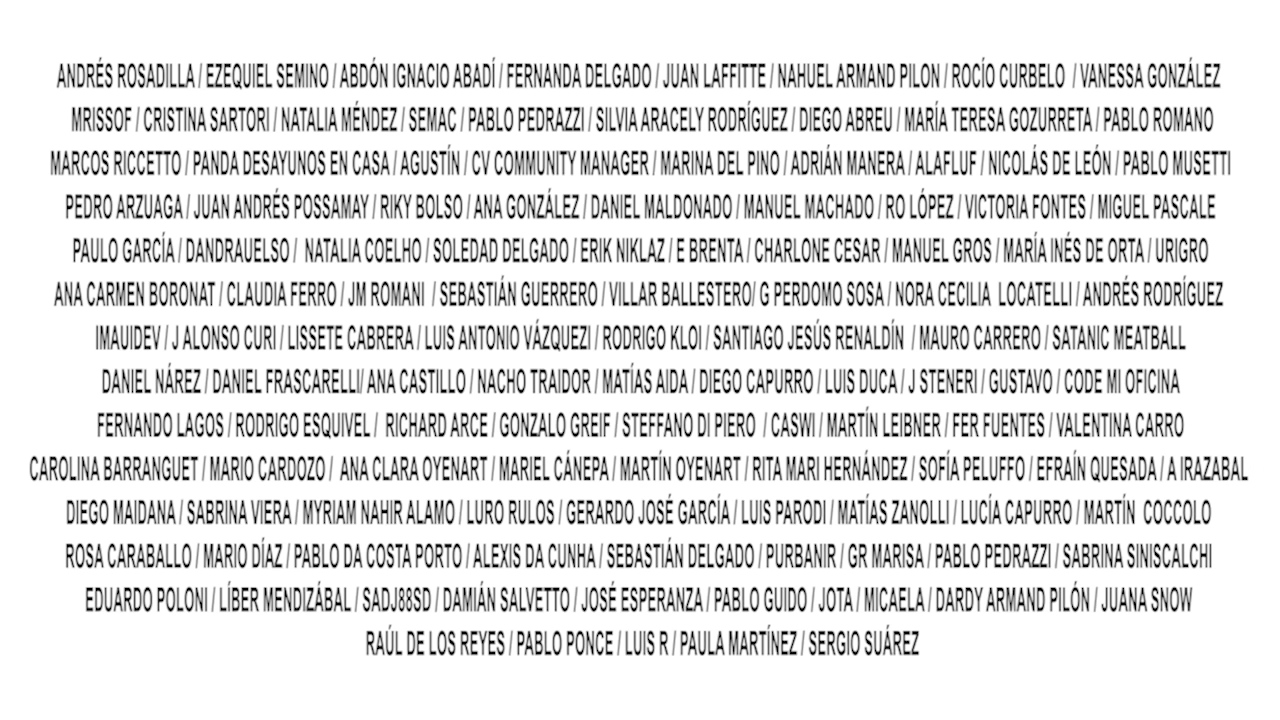 ANDRÉS ROSADILLA / EZEQUIEL SEMINO / ABDÓN IGNACIO ABADÍ / FERNANDA DELGADO / JUAN LAFFITTE / NAHUEL ARMAND PILON / ROCÍO CURBELO  / VANESSA GONZÁLEZ
MRISSOF / CRISTINA SARTORI / NATALIA MÉNDEZ / SEMAC / PABLO PEDRAZZI / SILVIA ARACELY RODRÍGUEZ / DIEGO ABREU / MARÍA TERESA GOZURRETA / PABLO ROMANO
MARCOS RICCETTO / PANDA DESAYUNOS EN CASA / AGUSTÍN / CV COMMUNITY MANAGER / MARINA DEL PINO / ADRIÁN MANERA / ALAFLUF / NICOLÁS DE LEÓN / PABLO MUSETTI
PEDRO ARZUAGA / JUAN ANDRÉS POSSAMAY / RIKY BOLSO / ANA GONZÁLEZ / DANIEL MALDONADO / MANUEL MACHADO / RO LÓPEZ / VICTORIA FONTES / MIGUEL PASCALE
PAULO GARCÍA / DANDRAUELSO /  NATALIA COELHO / SOLEDAD DELGADO / ERIK NIKLAZ / E BRENTA / CHARLONE CESAR / MANUEL GROS / MARÍA INÉS DE ORTA / URIGRO
ANA CARMEN BORONAT / CLAUDIA FERRO / JM ROMANI  / SEBASTIÁN GUERRERO / VILLAR BALLESTERO/ G PERDOMO SOSA / NORA CECILIA  LOCATELLI / ANDRÉS RODRÍGUEZ
IMAUIDEV / J ALONSO CURI / LISSETE CABRERA / LUIS ANTONIO VÁZQUEZI / RODRIGO KLOI / SANTIAGO JESÚS RENALDÍN  / MAURO CARRERO / SATANIC MEATBALL
DANIEL NÁREZ / DANIEL FRASCARELLI/ ANA CASTILLO / NACHO TRAIDOR / MATÍAS AIDA / DIEGO CAPURRO / LUIS DUCA / J STENERI / GUSTAVO / CODE MI OFICINA
FERNANDO LAGOS / RODRIGO ESQUIVEL /  RICHARD ARCE / GONZALO GREIF / STEFFANO DI PIERO  / CASWI / MARTÍN LEIBNER / FER FUENTES / VALENTINA CARRO
CAROLINA BARRANGUET / MARIO CARDOZO /  ANA CLARA OYENART / MARIEL CÁNEPA / MARTÍN OYENART / RITA MARI HERNÁNDEZ / SOFÍA PELUFFO / EFRAÍN QUESADA / A IRAZABAL
DIEGO MAIDANA / SABRINA VIERA / MYRIAM NAHIR ALAMO / LURO RULOS / GERARDO JOSÉ GARCÍA / LUIS PARODI / MATÍAS ZANOLLI / LUCÍA CAPURRO / MARTÍN  COCCOLO
ROSA CARABALLO / MARIO DÍAZ / PABLO DA COSTA PORTO / ALEXIS DA CUNHA / SEBASTIÁN DELGADO / PURBANIR / GR MARISA / PABLO PEDRAZZI / SABRINA SINISCALCHI
EDUARDO POLONI / LÍBER MENDIZÁBAL / SADJ88SD / DAMIÁN SALVETTO / JOSÉ ESPERANZA / PABLO GUIDO / JOTA / MICAELA / DARDY ARMAND PILÓN / JUANA SNOW
RAÚL DE LOS REYES / PABLO PONCE / LUIS R / PAULA MARTÍNEZ / SERGIO SUÁREZ